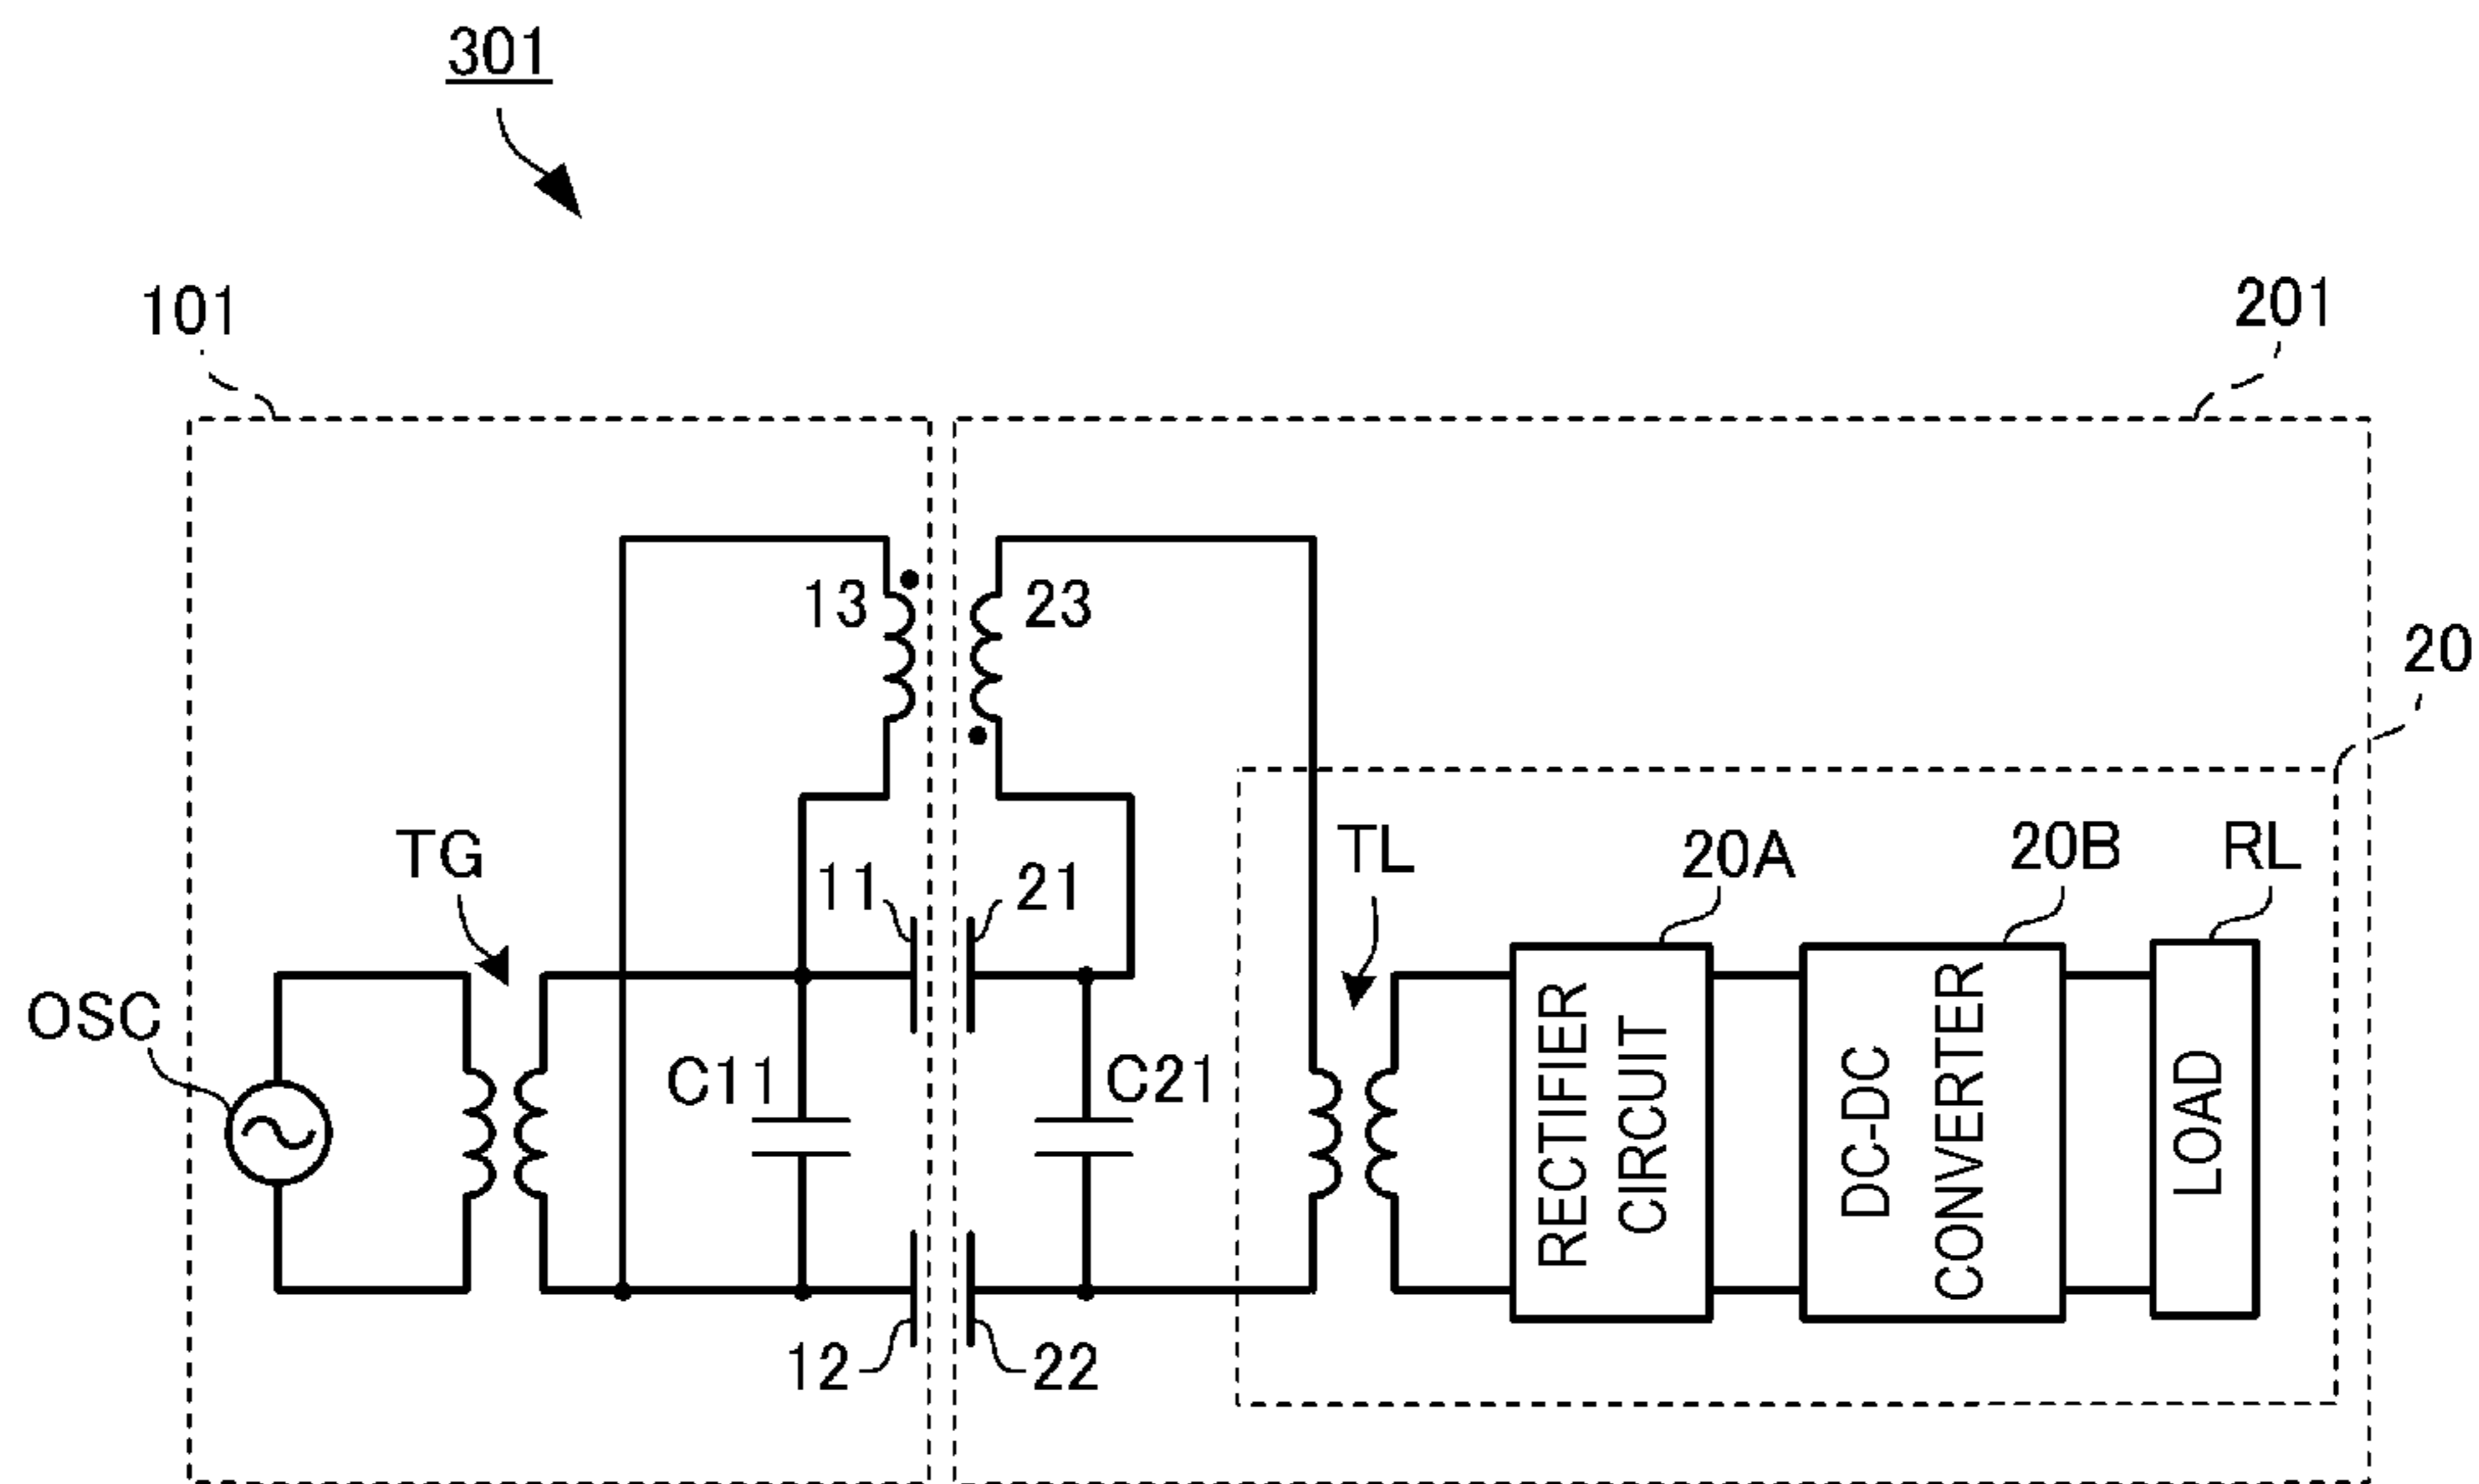 301
101
201
13
23
20
TG
11
21
TL
20A
20B
RL
OSC
C11
C21
RECTIFIER
CIRCUIT
DC-DC
CONVERTER
LOAD
12
22